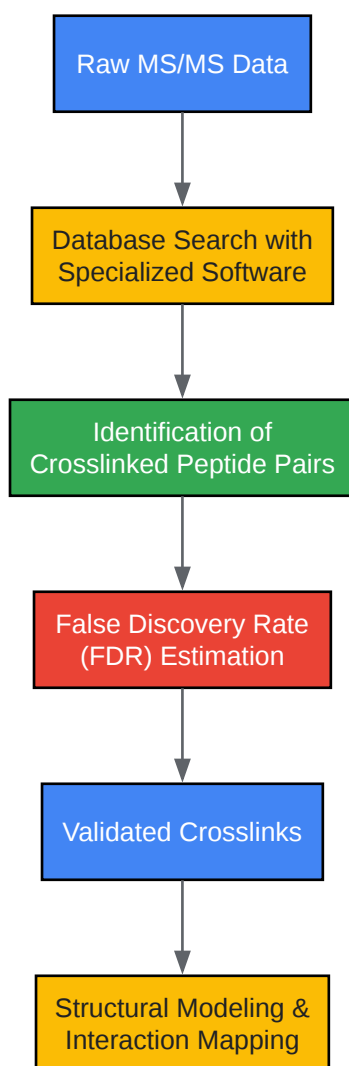 Raw MS/MS Data
Database Search with
Specialized Software
Identification of
Crosslinked Peptide Pairs
False Discovery Rate
(FDR) Estimation
Validated Crosslinks
Structural Modeling &
Interaction Mapping